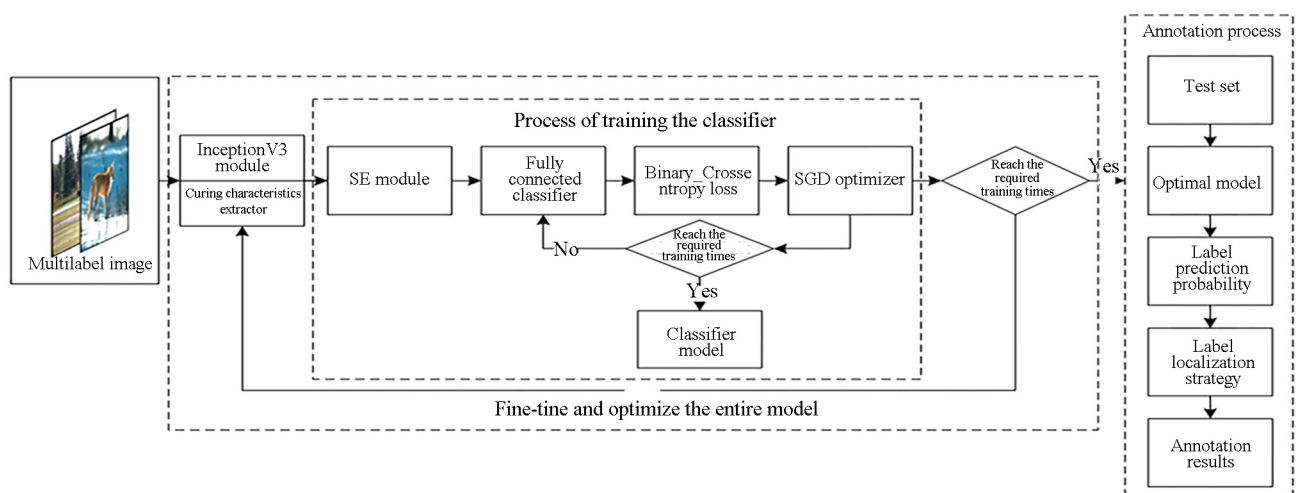 Multilabel image
InceptionV3
module
Curing characteristics
extractor
Process of training the classifier
SE module
Fully
connected
classifier
Binary_Crosse
ntropy loss
SGD optimizer
Reach the
required
training times
No
Yes
Classifier
model
Reach the
required
training times
Yes
Fine-tine and optimize the entire model
Annotation process
Test set
Optimal model
Label
prediction
probability
Label
localization
strategy
Annotation
results